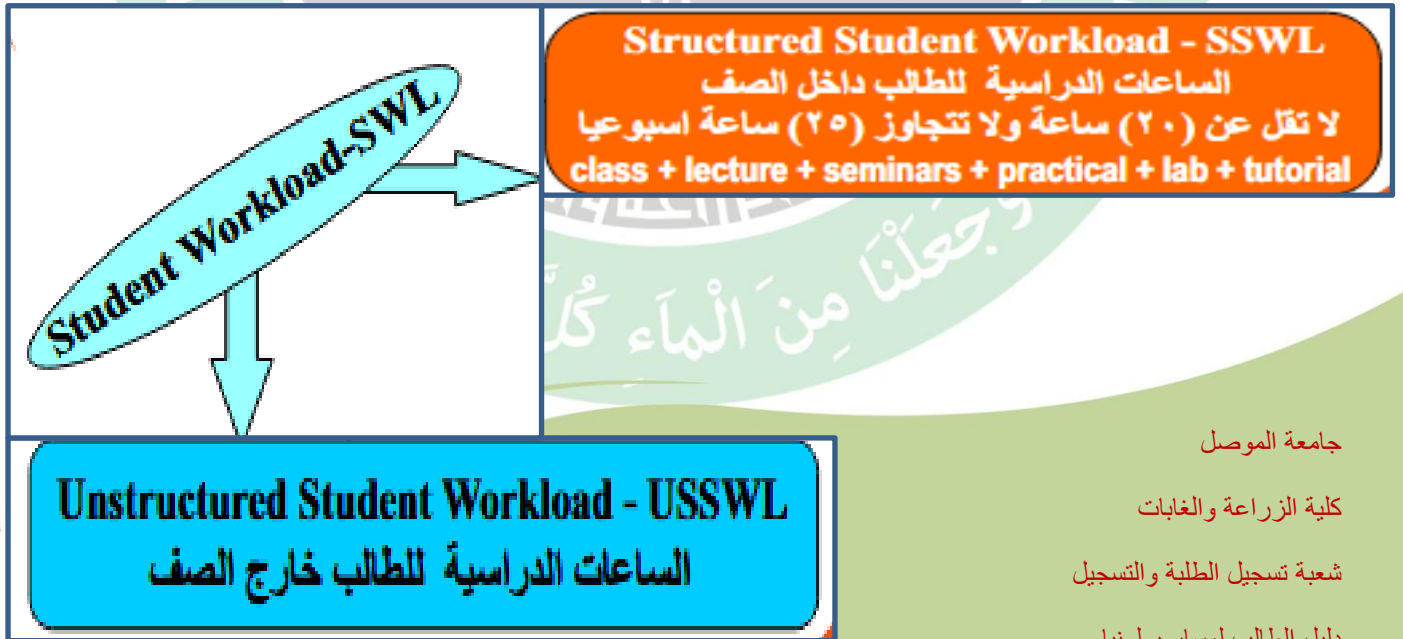 Structured Student Workload - SSWL
الساعات الدراسية للطالب داخل الصف
لا تقل عن (٢٠) ساعة ولا تتجاوز (٢٥) ساعة اسبوعيا
class + lecture + seminars + practical + lab + tutorial
Student Workload-SWL
وَجَعَلْنَا مِنَ الْمَاءِ كُلَّ
Unstructured Student Workload - USSWL
الساعات الدراسية للطالب خارج الصف
جامعة الموصل
كلية الزراعة والغابات
شعبة تسجيل الطلبة والتسجيل
دليل الطالب